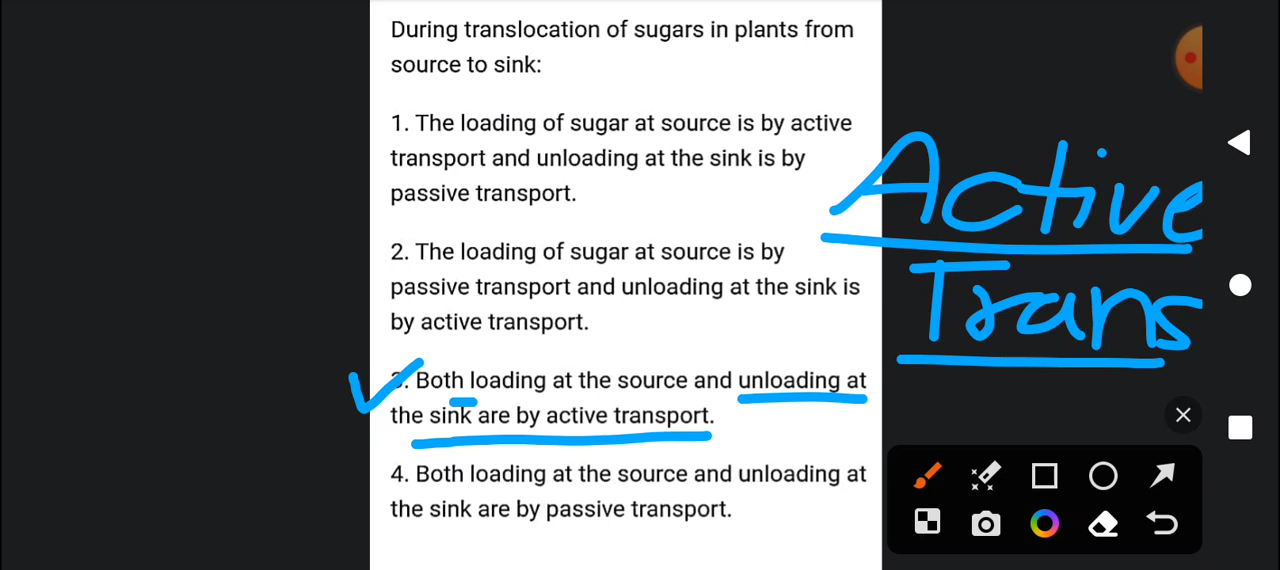 During translocation of sugars in plants from
source to sink:
1. The loading of sugar at source is by active
transport and unloading at the sink is by
passive transport.
2. The loading of sugar at source is by
passive transport and unloading at the sink is
by active transport.
3. Both loading at the source and unloading at
the sink are by active transport.
4. Both loading at the source and unloading at
the sink are by passive transport.
Active
Trans